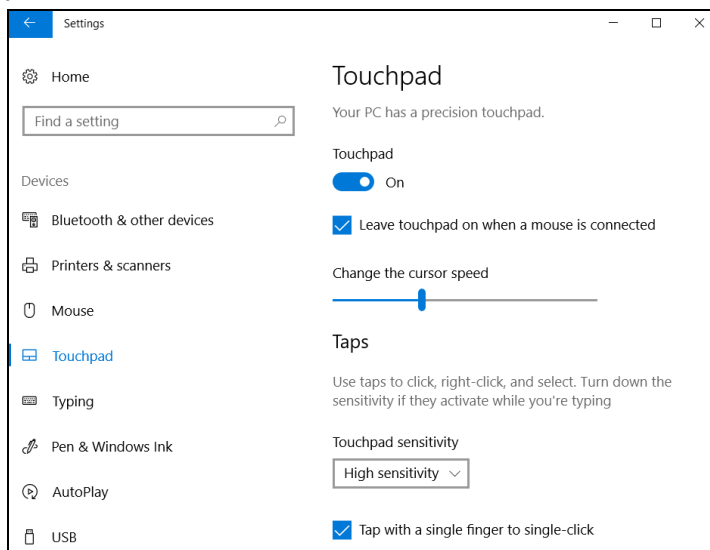 Settings
Home
Find a setting
Devices
Bluetooth & other devices
Printers & scanners
Mouse
Touchpad
Typing
Pen & Windows Ink
AutoPlay
USB
Touchpad
Your PC has a precision touchpad.
Touchpad
On
Leave touchpad on when a mouse is connected
Change the cursor speed
Taps
Use taps to click, right-click, and select. Turn down the
sensitivity if they activate while you're typing
Touchpad sensitivity
High sensitivity
Tap with a single finger to single-click